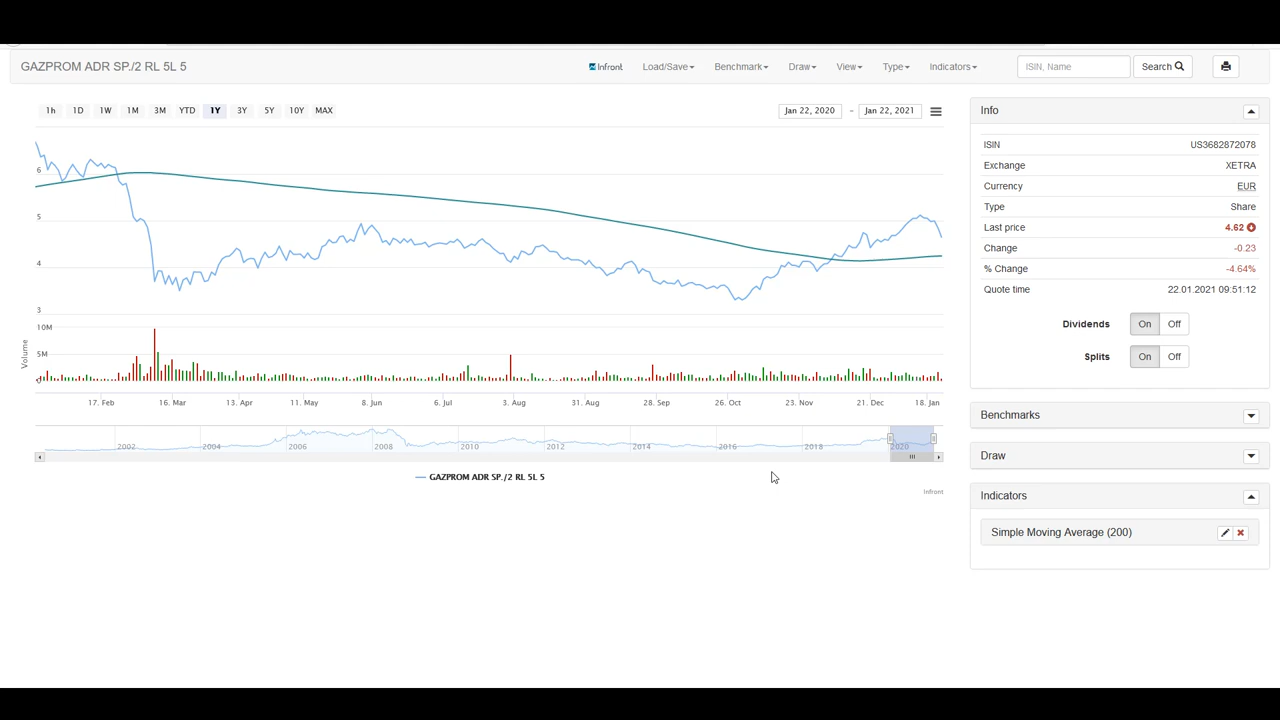 GAZPROM ADR SP./2 RL 5L 5
Infront Load/Save Benchmark Draw View Type Indicators ISIN, Name Search
1h 1D 1W 1M 3M YTD 1Y 3Y 5Y 10Y MAX Jan 22, 2020 - Jan 22, 2021
6
5
4
3
10M
5M
0
Volume
17. Feb 16. Mar 13. Apr 11. May 8. Jun 6. Jul 3. Aug 31. Aug 28. Sep 26. Oct 23. Nov 21. Dec 18. Jan
2002 2004 2006 2008 2010 2012 2014 2016 2018 2020
GAZPROM ADR SP./2 RL 5L 5
Infront
Info
ISIN US3682872078
Exchange XETRA
Currency EUR
Type Share
Last price 4.62
Change -0.23
% Change -4.64%
Quote time 22.01.2021 09:51:12
Dividends On Off
Splits On Off
Benchmarks
Draw
Indicators
Simple Moving Average (200)